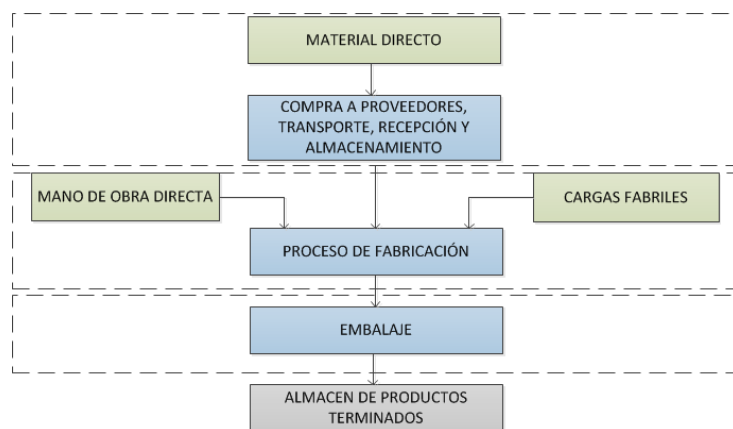 MATERIAL DIRECTO
COMPRA A PROVEEDORES,
TRANSPORTE, RECEPCIÓN Y
ALMACENAMIENTO
MANO DE OBRA DIRECTA
CARGAS FABRILES
PROCESO DE FABRICACIÓN
EMBALAJE
ALMACEN DE PRODUCTOS
TERMINADOS